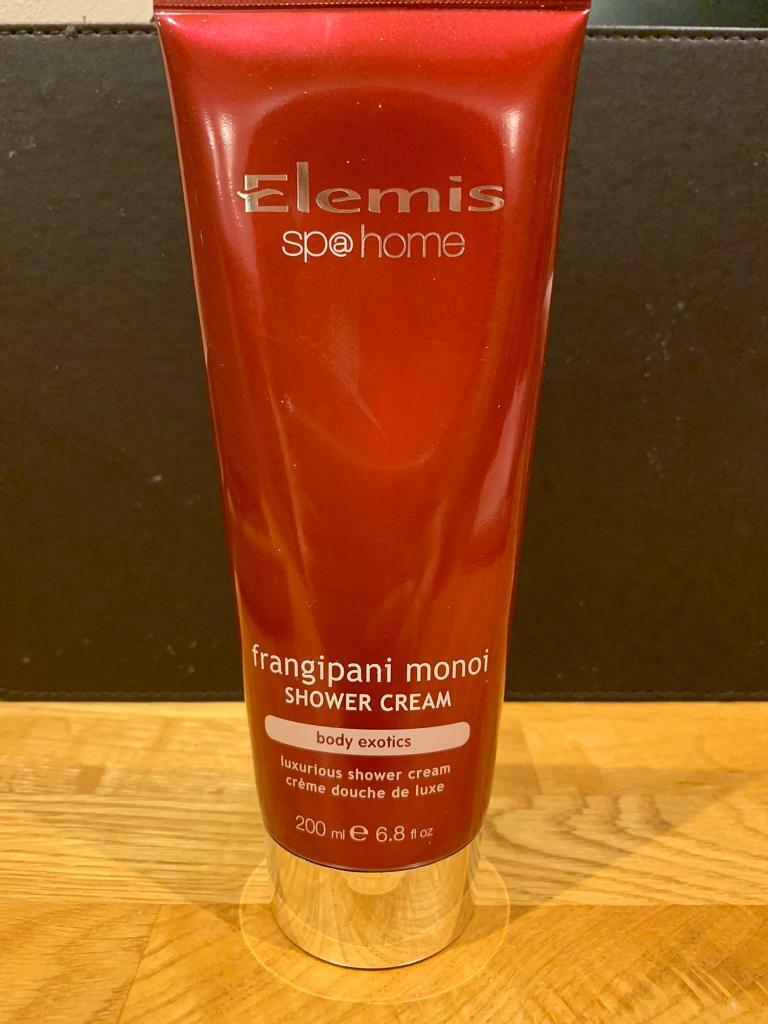 Elemis
sp@home
frangipani monoi
SHOWER CREAM
body exotics
luxurious shower cream
crème douche de luxe
200 ml ℮ 6.8 fl oz